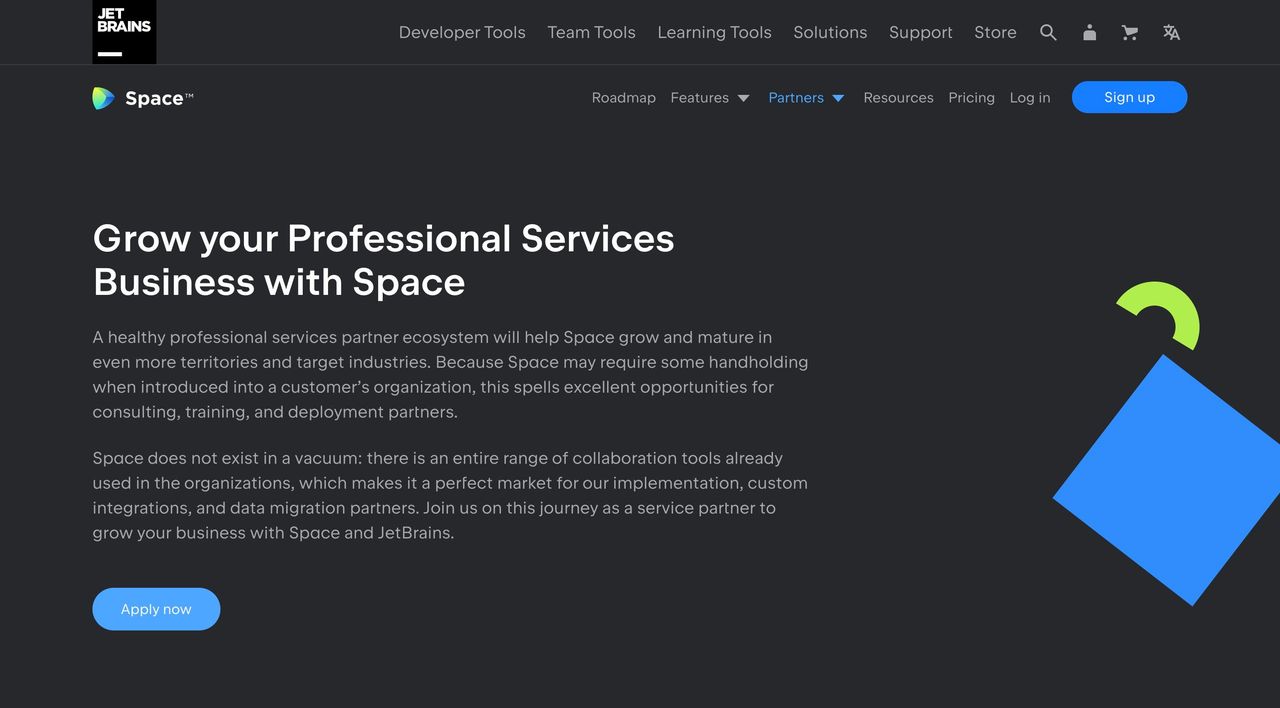 JET
BRAINS
Developer Tools Team Tools Learning Tools Solutions Support Store
Space™
Roadmap Features Partners Resources Pricing Log in Sign up
Grow your Professional Services
Business with Space
A healthy professional services partner ecosystem will help Space grow and mature in
even more territories and target industries. Because Space may require some handholding
when introduced into a customer’s organization, this spells excellent opportunities for
consulting, training, and deployment partners.
Space does not exist in a vacuum: there is an entire range of collaboration tools already
used in the organizations, which makes it a perfect market for our implementation, custom
integrations, and data migration partners. Join us on this journey as a service partner to
grow your business with Space and JetBrains.
Apply now